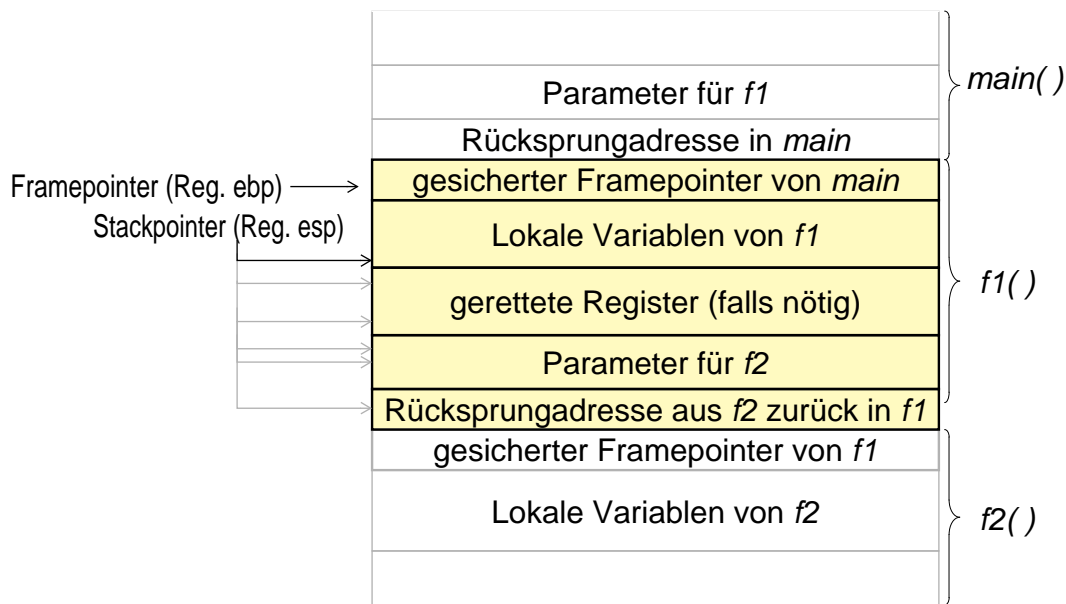 Parameter für f1
main( )
Rücksprungadresse in main
Framepointer (Reg. ebp)
gesicherter Framepointer von main
Stackpointer (Reg. esp)
Lokale Variablen von f1
f1( )
gerettete Register (falls nötig)
Parameter für f2
Rücksprungadresse aus f2 zurück in f1
gesicherter Framepointer von f1
Lokale Variablen von f2
f2( )